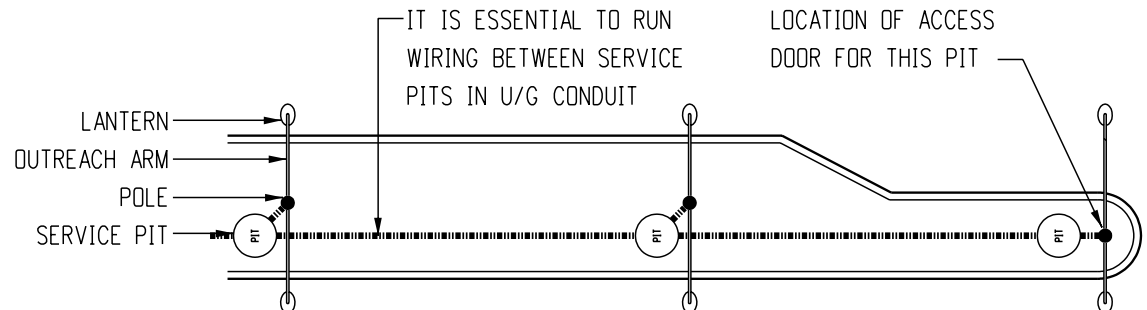 IT IS ESSENTIAL TO RUN
WIRING BETWEEN SERVICE
PITS IN U/G CONDUIT
LOCATION OF ACCESS
DOOR FOR THIS PIT
LANTERN
OUTREACH ARM
POLE
SERVICE PIT
PIT
PIT
PIT